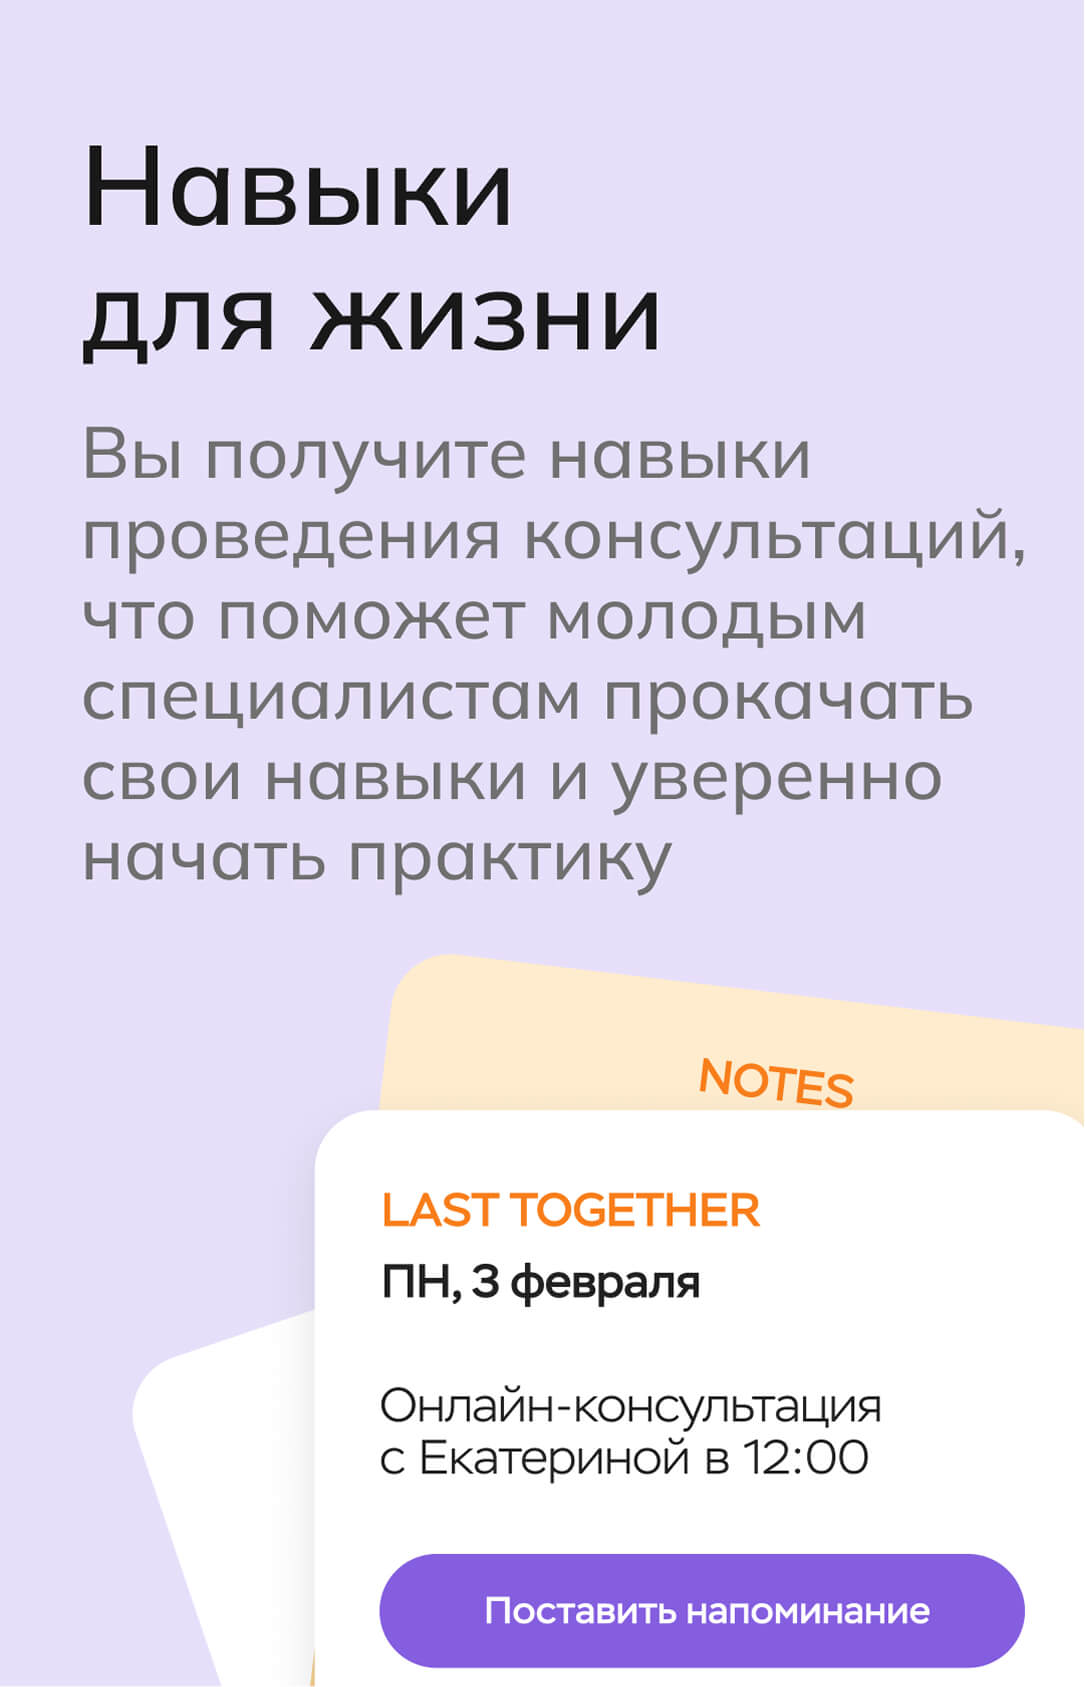 Навыки
для жизни
Вы получите навыки
проведения консультаций,
что поможет молодым
специалистам прокачать
свои навыки и уверенно
начать практику
NOTES
LAST TOGETHER
ПН, 3 февраля
Онлайн-консультация
с Екатериной в 12:00
Поставить напоминание